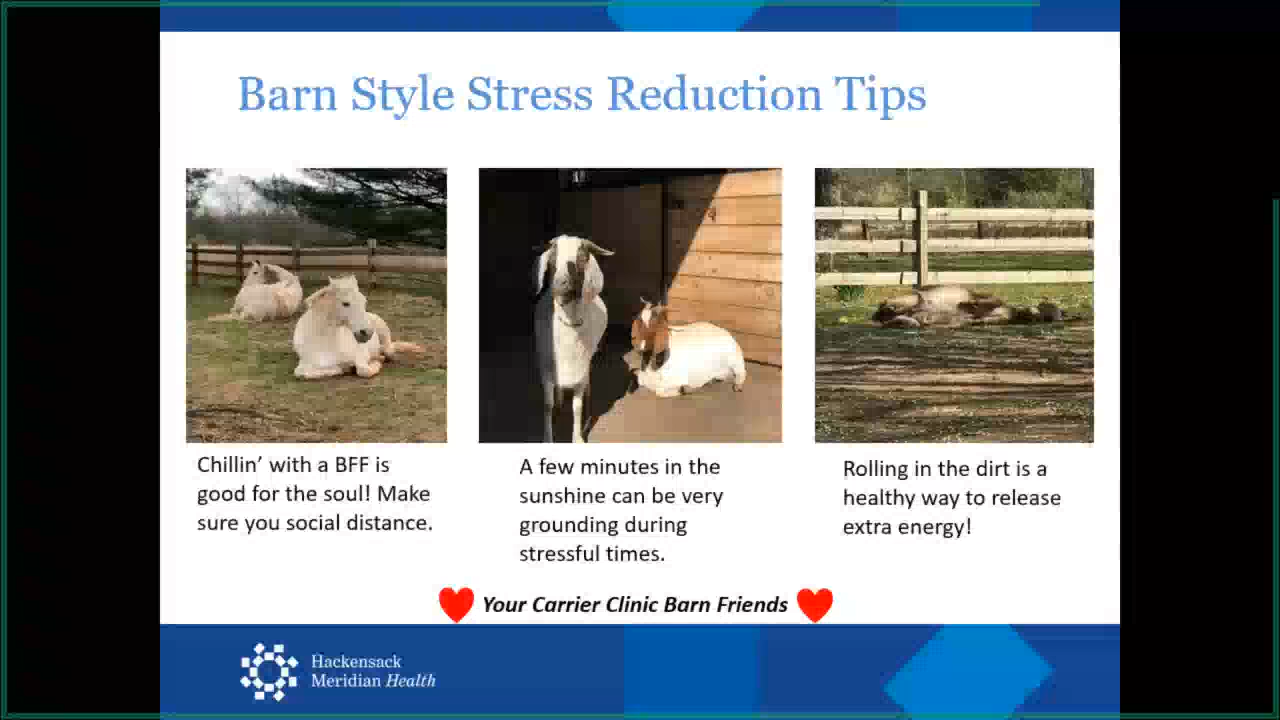 Barn Style Stress Reduction Tips
Chillin’ with a BFF is
good for the soul! Make
sure you social distance.
A few minutes in the
sunshine can be very
grounding during
stressful times.
Rolling in the dirt is a
healthy way to release
extra energy!
Your Carrier Clinic Barn Friends
Hackensack
Meridian Health